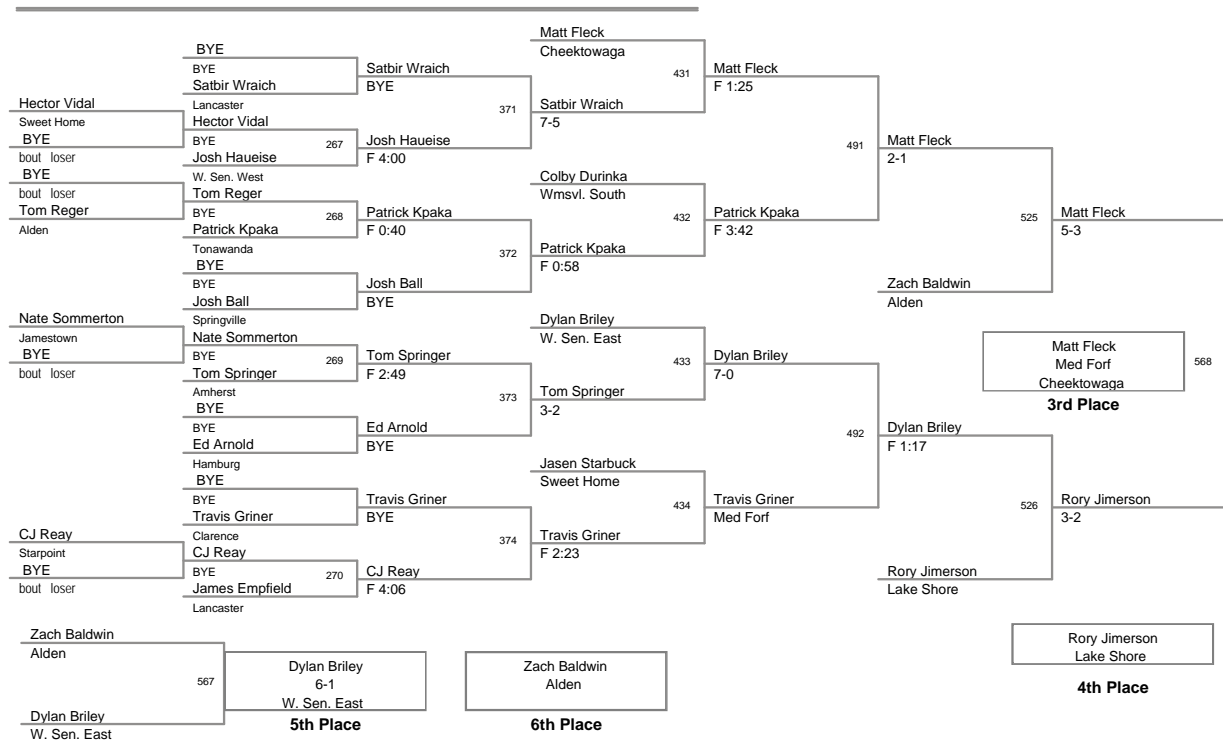 Matt Fleck
Cheektowaga
BYE
BYE
Satbir Wraich
Lancaster
Satbir Wraich
BYE
431
Matt Fleck
F 1:25
Hector Vidal
Sweet Home
BYE
bout loser
Hector Vidal
BYE
267
Josh Haueise
W. Sen. West
371
Satbir Wraich
7-5
Josh Haueise
F 4:00
491
Matt Fleck
2-1
BYE
bout loser
Tom Reger
Alden
Tom Reger
BYE
268
Patrick Kpaka
Tonawanda
Patrick Kpaka
F 0:40
Colby Durinka
Wmsvl. South
432
Patrick Kpaka
F 3:42
525
Matt Fleck
5-3
372
Patrick Kpaka
F 0:58
BYE
BYE
Josh Ball
Springville
Josh Ball
BYE
Zach Baldwin
Alden
Nate Sommerton
Jamestown
BYE
bout loser
Nate Sommerton
BYE
269
Tom Springer
Amherst
Tom Springer
F 2:49
Dylan Briley
W. Sen. East
433
Dylan Briley
7-0
Matt Fleck
Med Forf
Cheektowaga
568
3rd Place
373
Tom Springer
3-2
BYE
BYE
Ed Arnold
Hamburg
Ed Arnold
BYE
492
Dylan Briley
F 1:17
BYE
BYE
Travis Griner
Clarence
Travis Griner
BYE
Jasen Starbuck
Sweet Home
434
Travis Griner
Med Forf
526
Rory Jimerson
3-2
CJ Reay
Starpoint
BYE
bout loser
CJ Reay
BYE
270
James Empfield
Lancaster
374
Travis Griner
F 2:23
CJ Reay
F 4:06
Rory Jimerson
Lake Shore
Zach Baldwin
Alden
567
Dylan Briley
W. Sen. East
Dylan Briley
6-1
W. Sen. East
5th Place
Zach Baldwin
Alden
6th Place
Rory Jimerson
Lake Shore
4th Place